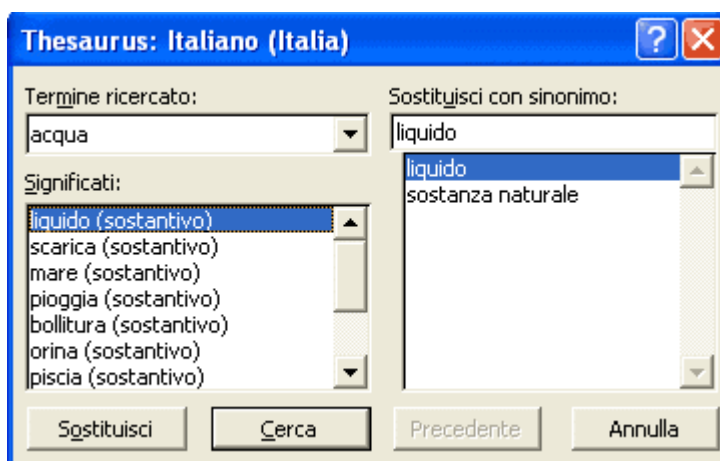 Thesaurus: Italiano (Italia)
Termine ricercato:
acqua
Significati:
liquido (sostantivo)
scarica (sostantivo)
mare (sostantivo)
pioggia (sostantivo)
bollitura (sostantivo)
orina (sostantivo)
piscia (sostantivo)
Sostituisci con sinonimo:
liquido
liquido
sostanza naturale
Sostituisci
Cerca
Precedente
Annulla